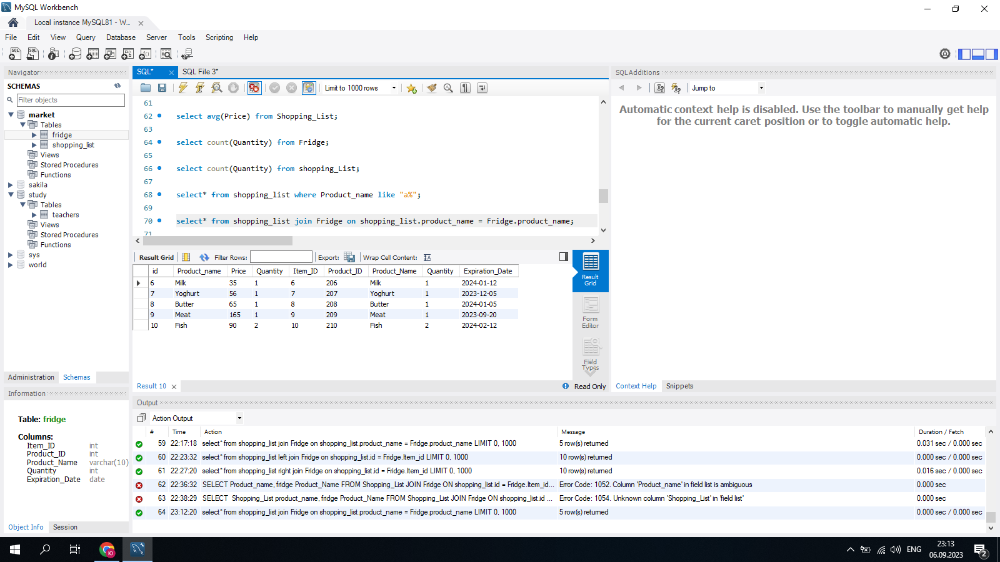 MySQL Workbench
Local instance MySQL81 - W...
File Edit View Query Database Server Tools Scripting Help
Navigator
SCHEMAS
Filter objects
market
Tables
fridge
shopping_list
Views
Stored Procedures
Functions
sakila
study
Tables
teachers
Views
Stored Procedures
Functions
sys
world
Administration Schemas
Information
Table: fridge
Columns:
Item_ID int
Product_ID int
Product_Name varchar(10)
Quantity int
Expiration_Date date
Object Info Session
SQL* SQL File 3*
Limit to 1000 rows
61
62 select avg(Price) from Shopping_List;
63
64 select count(Quantity) from Fridge;
65
66 select count(Quantity) from shopping_List;
67
68 select* from shopping_list where Product_name like "a%";
69
70 select* from shopping_list join Fridge on shopping_list.product_name = Fridge.product_name;
71
Result Grid Filter Rows: Export: Wrap Cell Content:
id Product_name Price Quantity Item_ID Product_ID Product_Name Quantity Expiration_Date
6 Milk 35 1 6 206 Milk 1 2024-01-12
7 Yoghurt 56 1 7 207 Yoghurt 1 2023-12-05
8 Butter 65 1 8 208 Butter 1 2024-01-05
9 Meat 165 1 9 209 Meat 1 2023-09-20
10 Fish 90 2 10 210 Fish 2 2024-02-12
Result Grid
Form Editor
Field Types
Result 10
Read Only
SQLAdditions
Jump to
Automatic context help is disabled. Use the toolbar to manually get help
for the current caret position or to toggle automatic help.
Context Help Snippets
Output
Action Output
# Time Action Message Duration / Fetch
59 22:17:18 select* from shopping_list join Fridge on shopping_list.product_name = Fridge.product_name LIMIT 0, 1000 5 row(s) returned 0.031 sec / 0.000 sec
60 22:23:32 select* from shopping_list left join Fridge on shopping_list.id = Fridge.Item_id LIMIT 0, 1000 10 row(s) returned 0.000 sec / 0.000 sec
61 22:27:20 select* from shopping_list right join Fridge on shopping_list.id = Fridge.Item_id LIMIT 0, 1000 10 row(s) returned 0.016 sec / 0.000 sec
62 22:36:32 SELECT Product_name, fridge Product_Name FROM Shopping_List JOIN Fridge ON shopping_list.id = Fridge.Item_id... Error Code: 1052. Column 'Product_name' in field list is ambiguous 0.000 sec
63 22:38:29 SELECT Shopping_List product_name, fridge Product_Name FROM Shopping_List JOIN Fridge ON shopping_list.id ... Error Code: 1054. Unknown column 'Shopping_List' in 'field list' 0.000 sec
64 23:12:20 select* from shopping_list join Fridge on shopping_list.product_name = Fridge.product_name LIMIT 0, 1000 5 row(s) returned 0.000 sec / 0.000 sec
ENG
23:13
06.09.2023
2